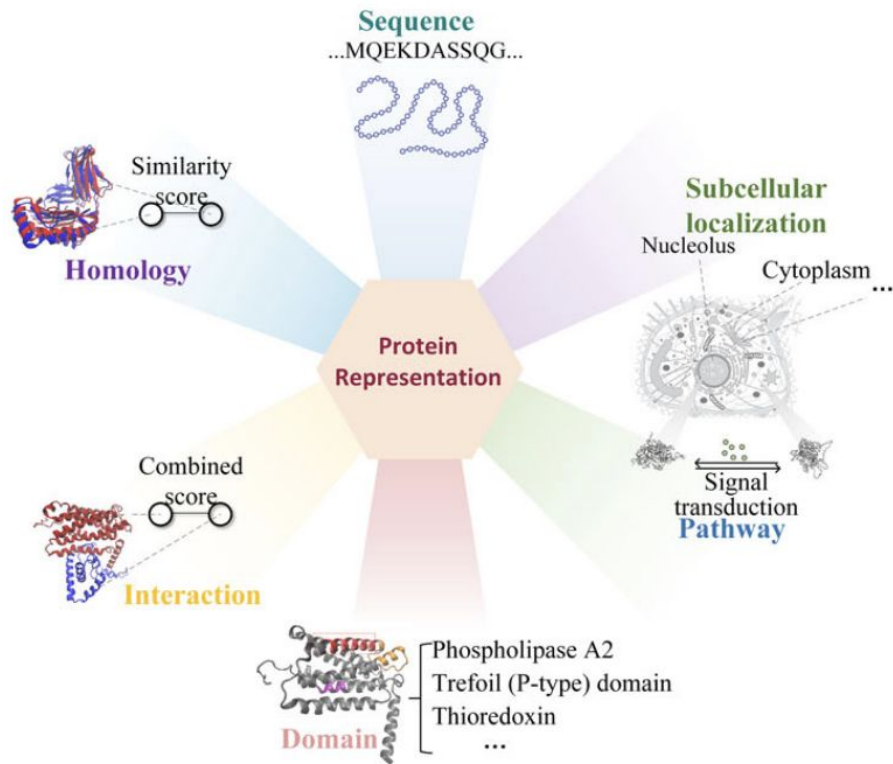 Sequence
...MQEKDASSQG...
Similarity
score
Homology
Subcellular
localization
Nucleolus
Cytoplasm
...
Protein
Representation
Combined
score
Interaction
Signal
transduction
Pathway
Phospholipase A2
Trefoil (P-type) domain
Thioredoxin
...
Domain